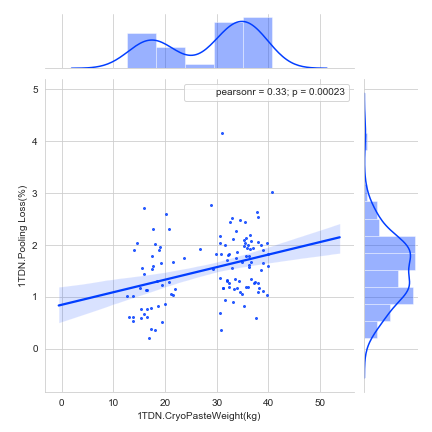 pearsonr = 0.33; p = 0.00023
5
4
3
2
1
0
1TDN.Pooling Loss(%)
0 10 20 30 40 50
1TDN.CryoPasteWeight(kg)